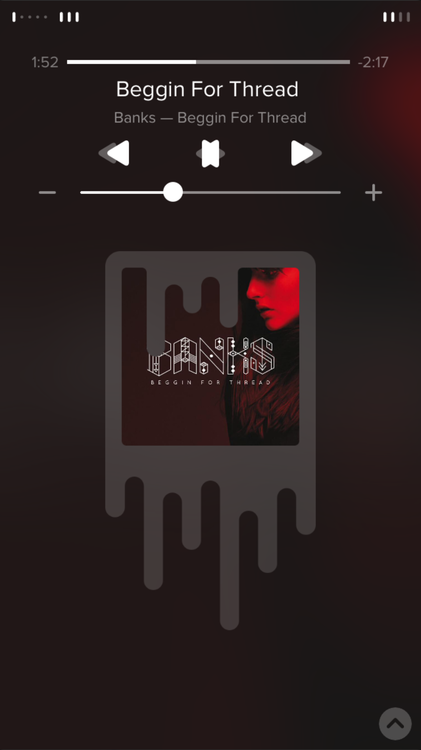 1:52 -2:17
Beggin For Thread
Banks — Beggin For Thread
BANKS
BEGGIN FOR THREAD